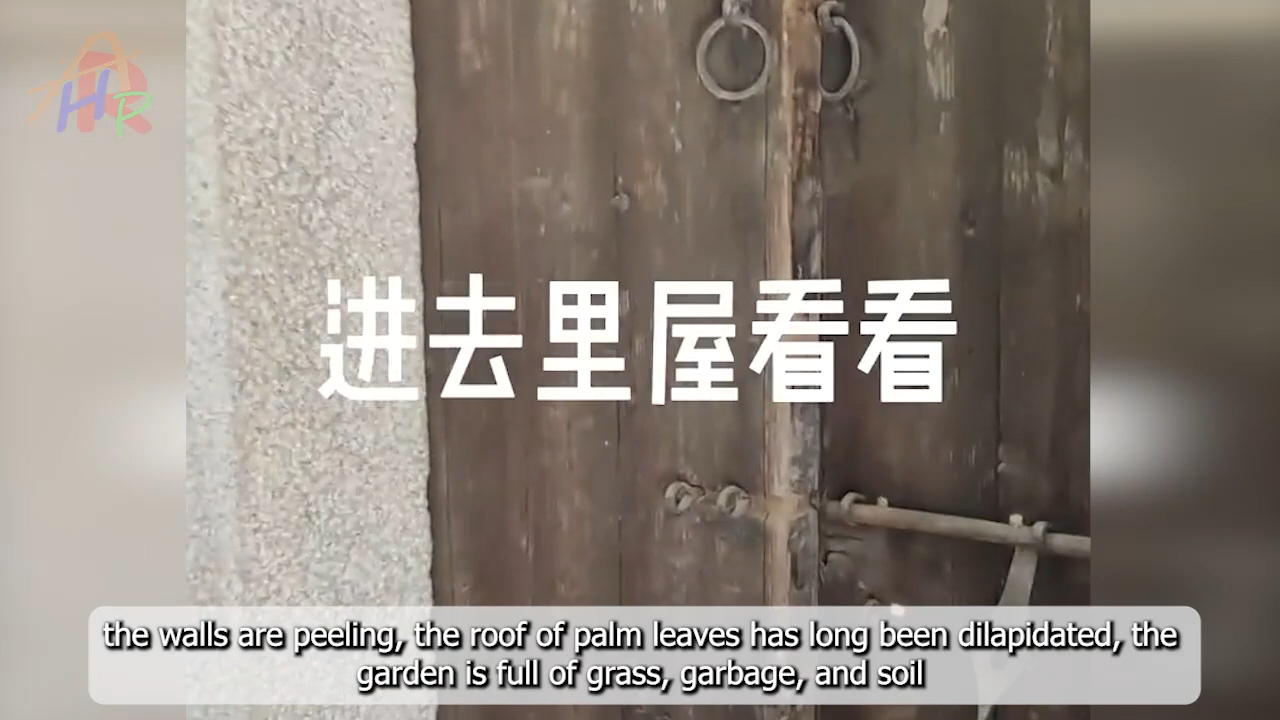 AHR
进去里屋看看
the walls are peeling, the roof of palm leaves has long been dilapidated, the
garden is full of grass, garbage, and soil